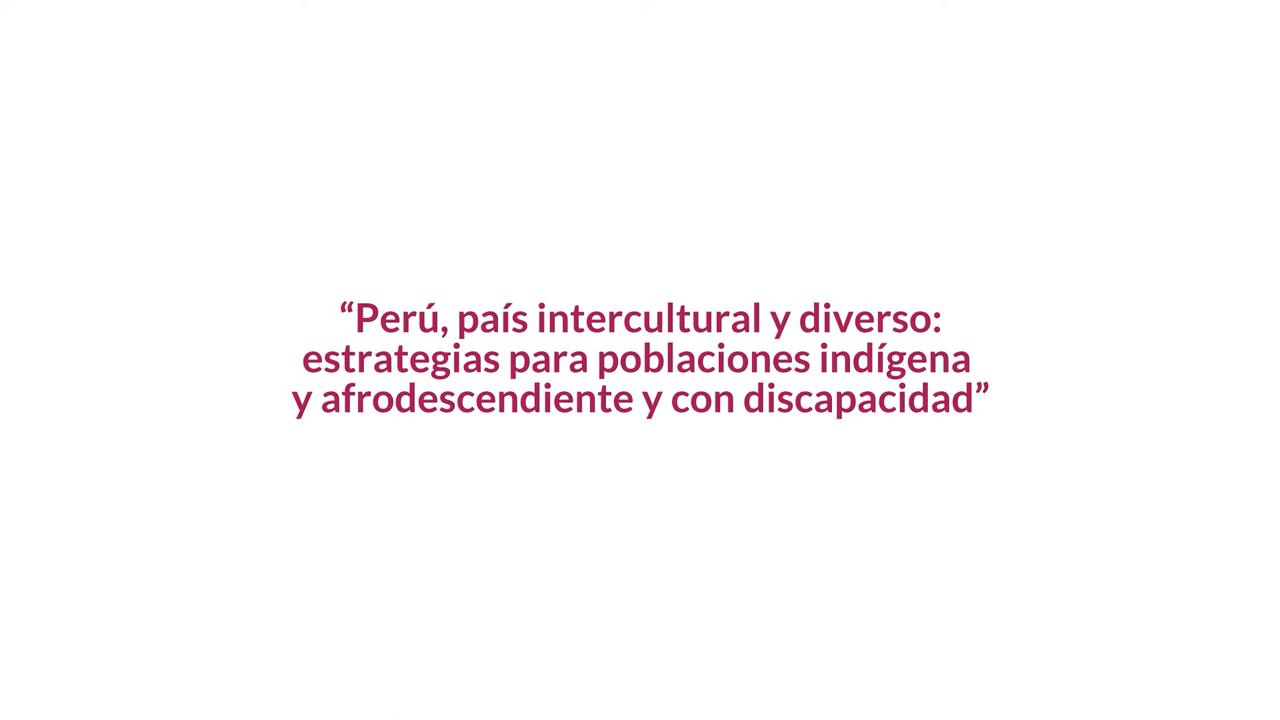 “Perú, país intercultural y diverso:
estrategias para poblaciones indígena
y afrodescendiente y con discapacidad”